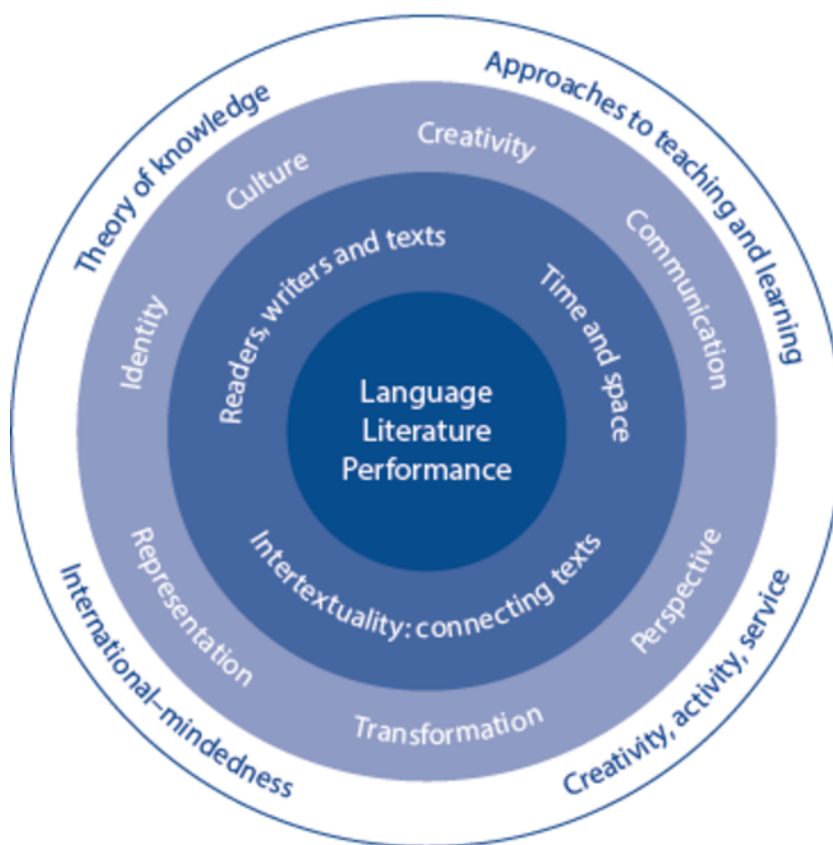 Theory of knowledge
Approaches to teaching and learning
Creativity, activity, service
International–mindedness
Identity
Culture
Creativity
Communication
Perspective
Transformation
Representation
Readers, writers and texts
Time and space
Intertextuality: connecting texts
Language
Literature
Performance